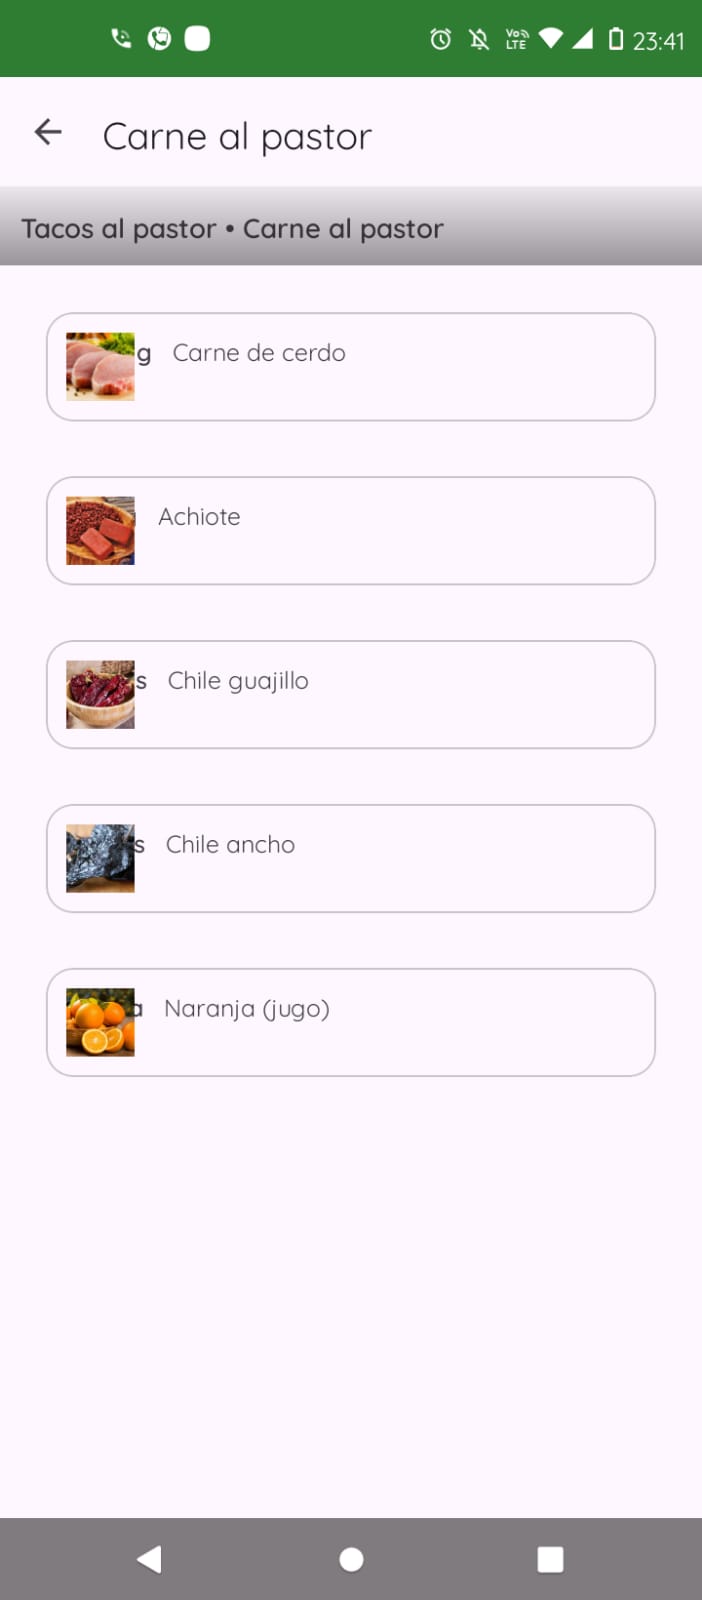 Vo
LTE
23:41
Carne al pastor
Tacos al pastor • Carne al pastor
g Carne de cerdo
Achiote
s Chile guajillo
s Chile ancho
a Naranja (jugo)